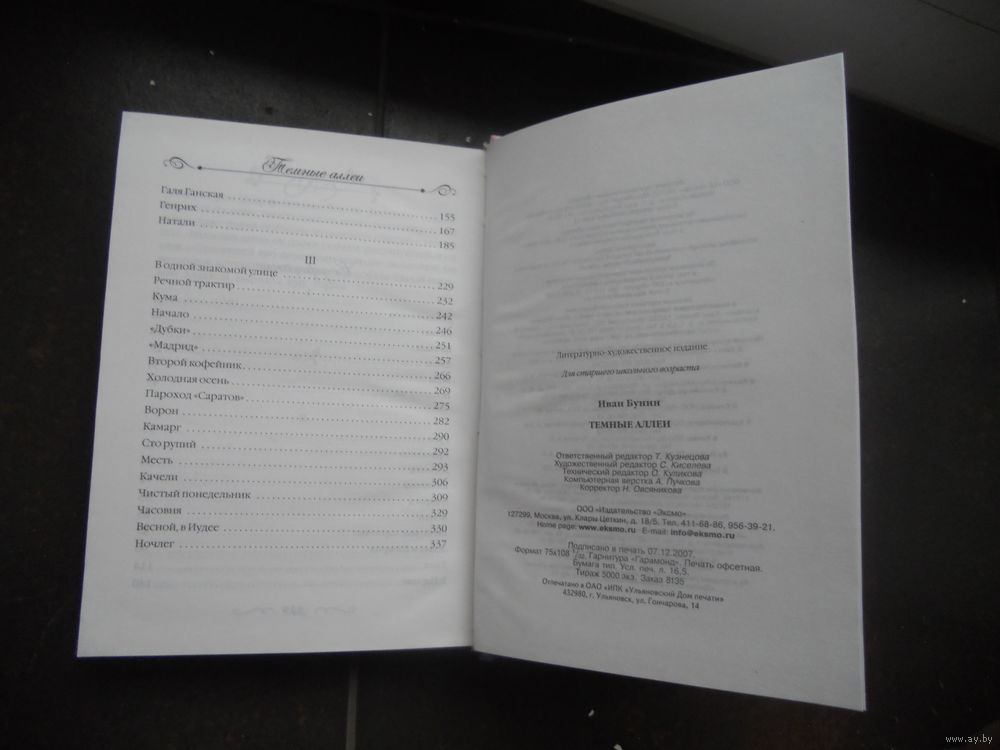 Темные аллеи
Галя Ганская 155
Генрих 167
Натали 185
III
В одной знакомой улице 229
Речной трактир 232
Кума 242
Начало 246
«Дубки» 251
«Мадрид» 257
Второй кофейник 266
Холодная осень 269
Пароход «Саратов» 275
Ворон 282
Камарг 290
Сто рупий 292
Месть 293
Качели 306
Чистый понедельник 309
Часовня 329
Весной, в Иудее 330
Ночлег 337
Литературно-художественное издание
Для старшего школьного возраста
Иван Бунин
ТЕМНЫЕ АЛЛЕИ
Ответственный редактор Т. Кузнецова
Художественный редактор С. Киселева
Технический редактор О. Куликова
Компьютерная верстка А. Пучкова
Корректор Н. Овсяникова
ООО «Издательство «Эксмо»
127299, Москва, ул. Клары Цеткин, д. 18/5. Тел. 411-68-86, 956-39-21.
Home page: www.eksmo.ru E-mail: info@eksmo.ru
Подписано в печать 07.12.2007.
Формат 75x108 1/32. Гарнитура «Гарамонд». Печать офсетная.
Бумага тип. Усл. печ. л. 16,5.
Тираж 5000 экз. Заказ 8135
Отпечатано в ОАО «ИПК «Ульяновский Дом печати»
432980, г. Ульяновск, ул. Гончарова, 14
www.ay.by